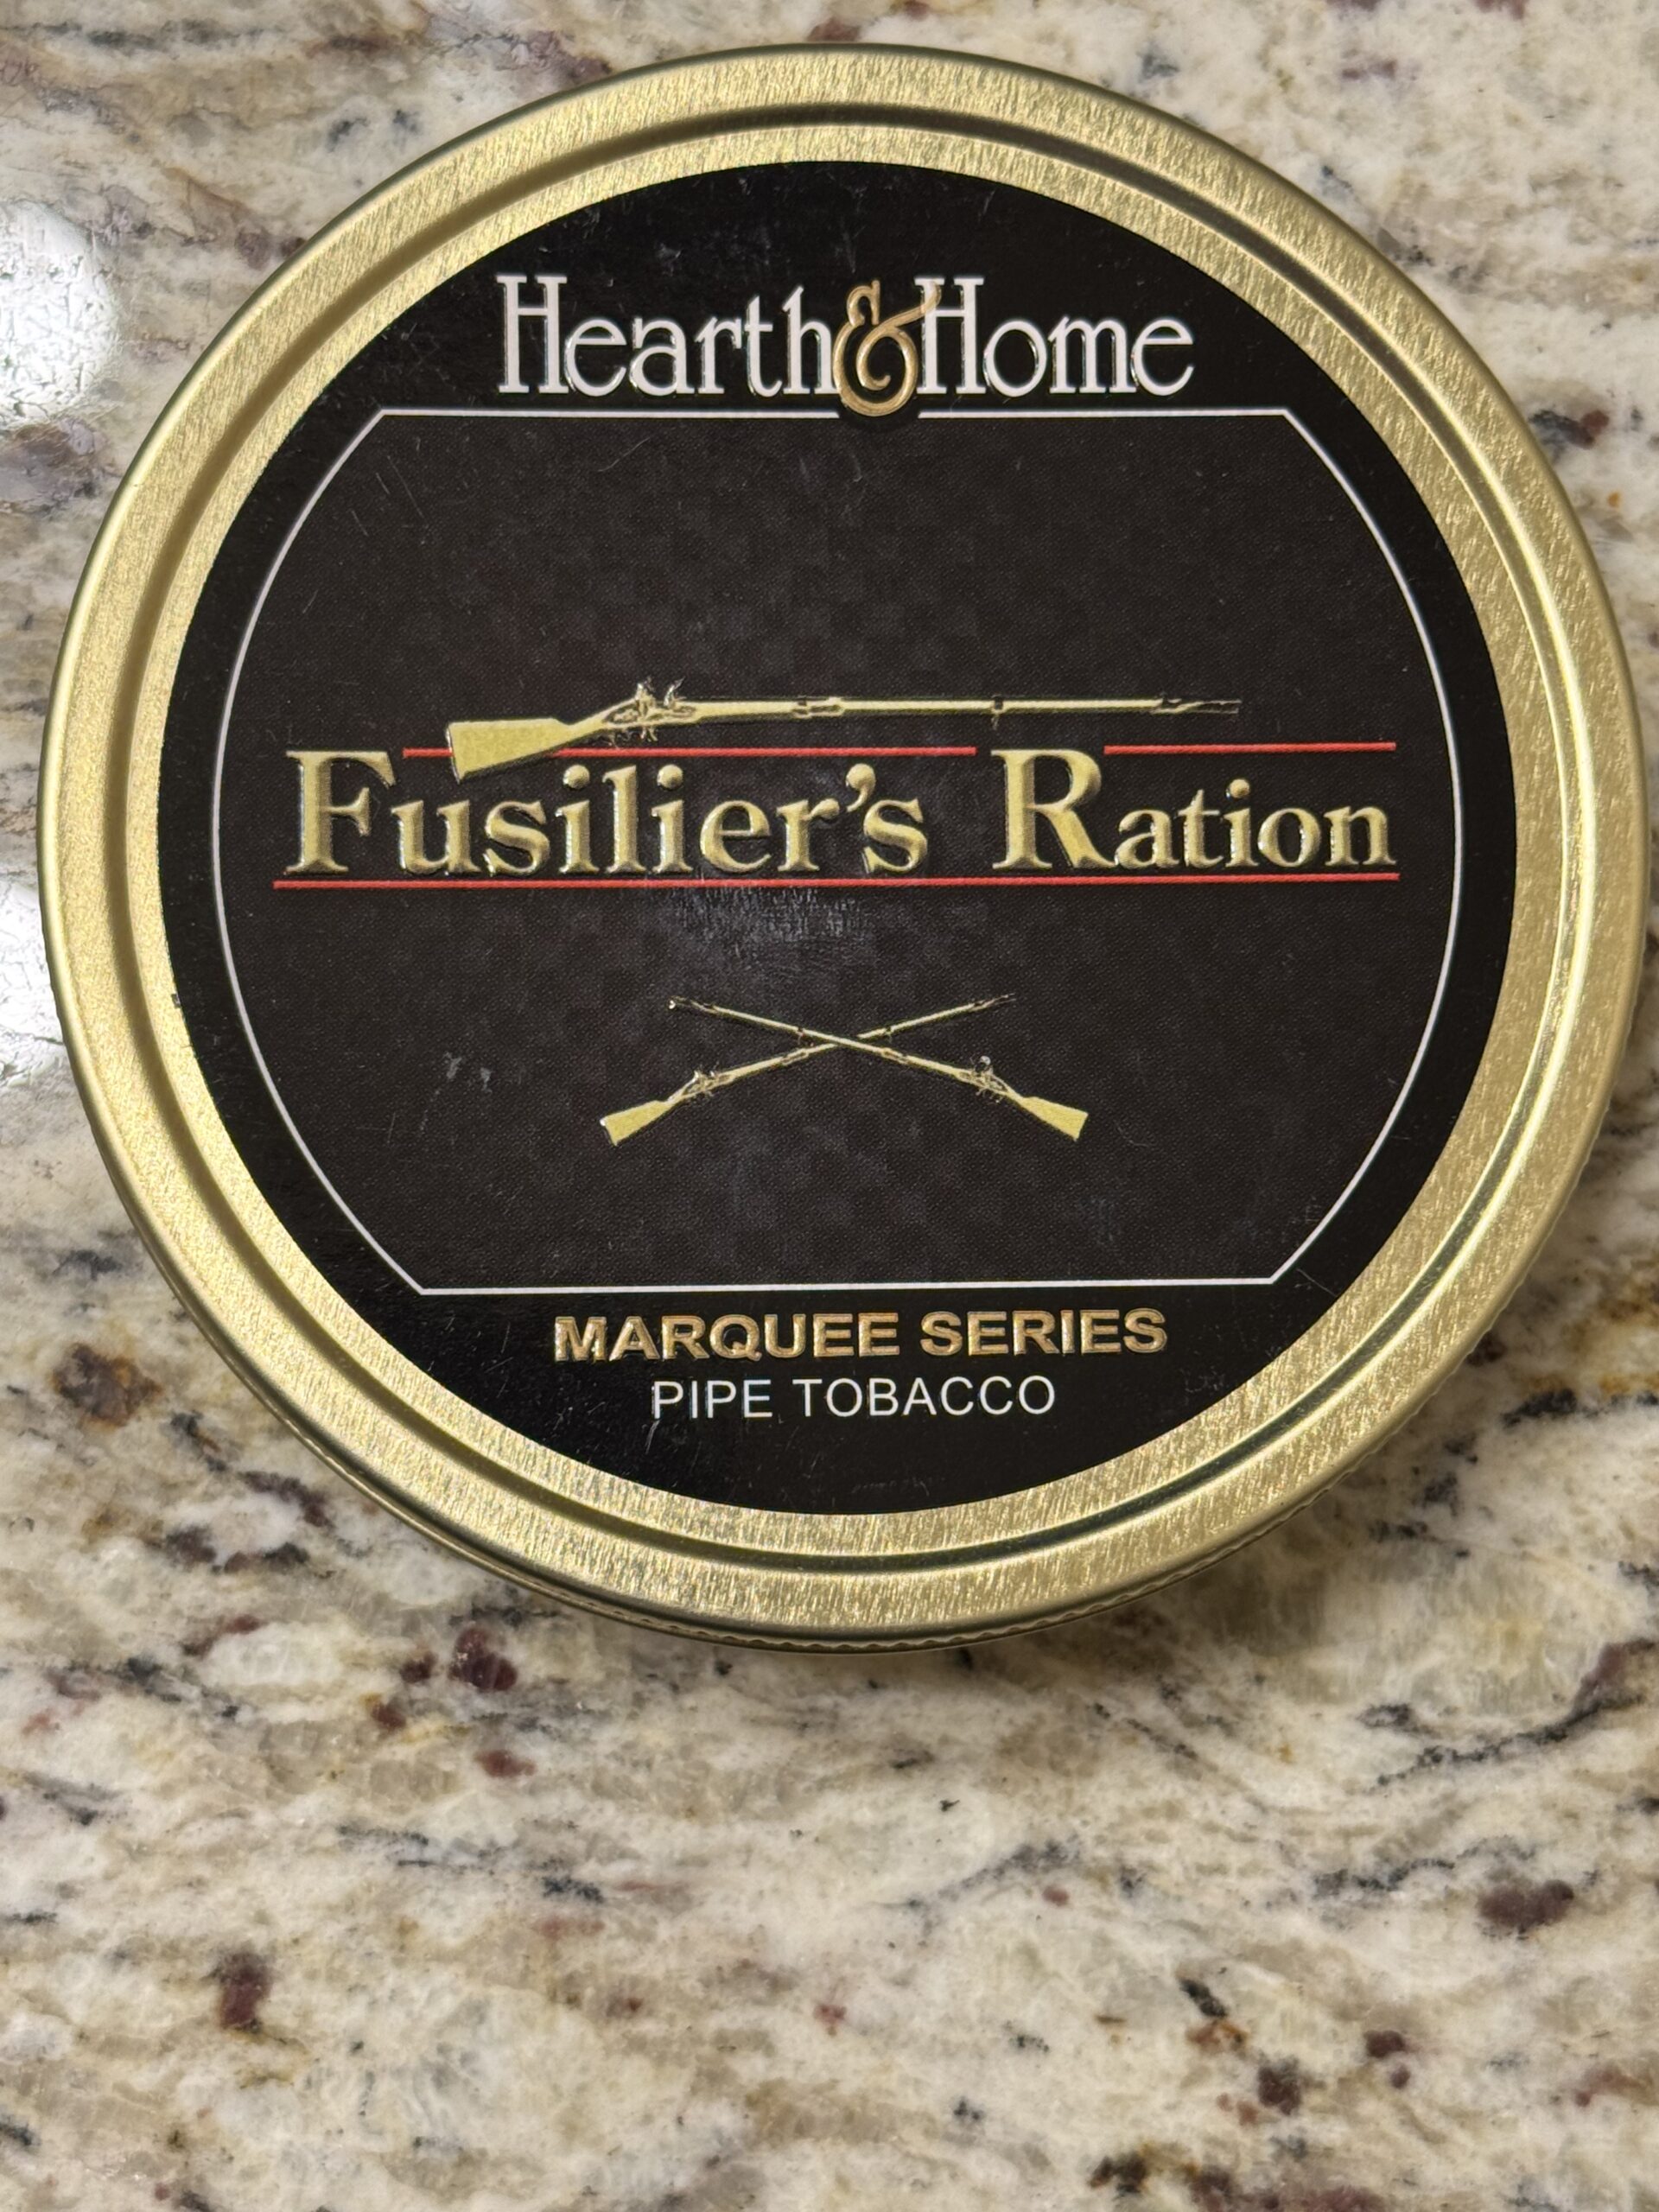 Hearth & Home
Fusilier's Ration
MARQUEE SERIES
PIPE TOBACCO